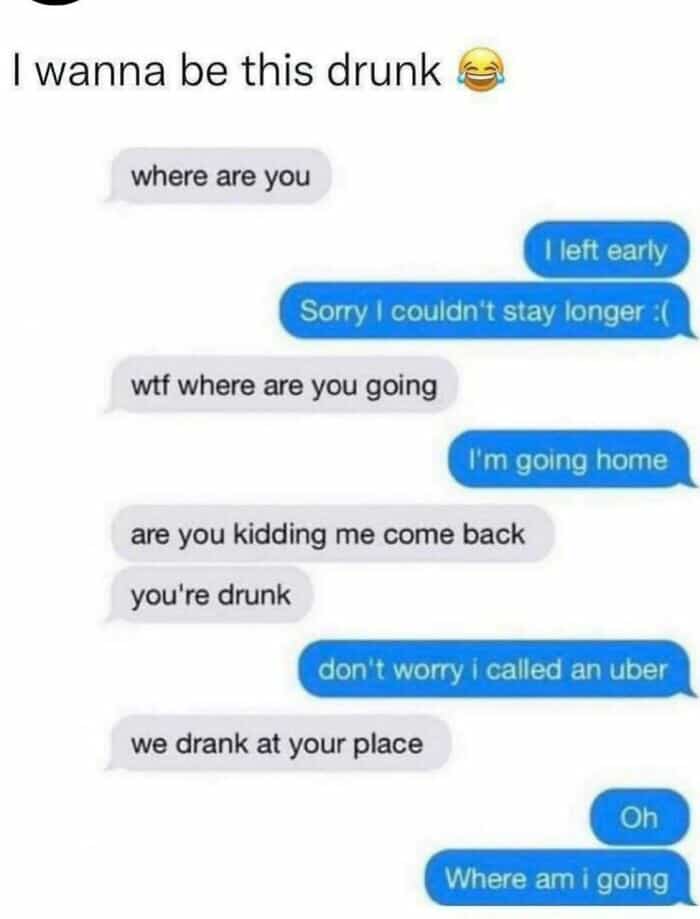 I wanna be this drunk 😂
where are you
I left early
Sorry I couldn't stay longer :(
wtf where are you going
I'm going home
are you kidding me come back
you're drunk
don't worry i called an uber
we drank at your place
Oh
Where am i going